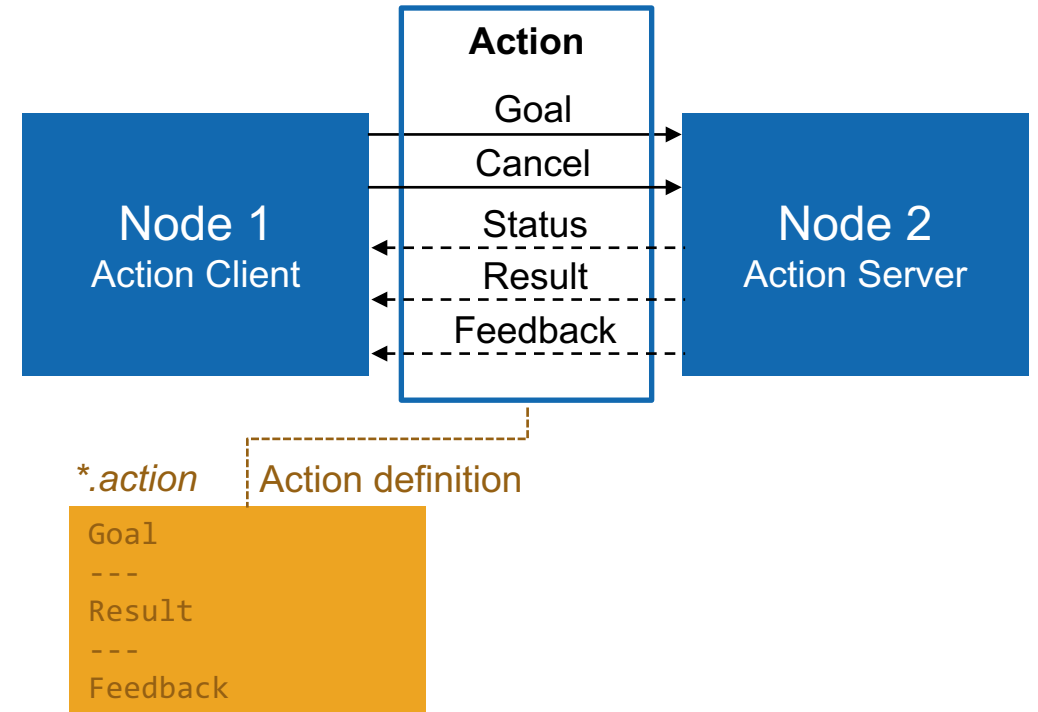 Action
Goal
Cancel
Status
Result
Feedback
Node 1
Action Client
Node 2
Action Server
*.action
Action definition
Goal
---
Result
---
Feedback